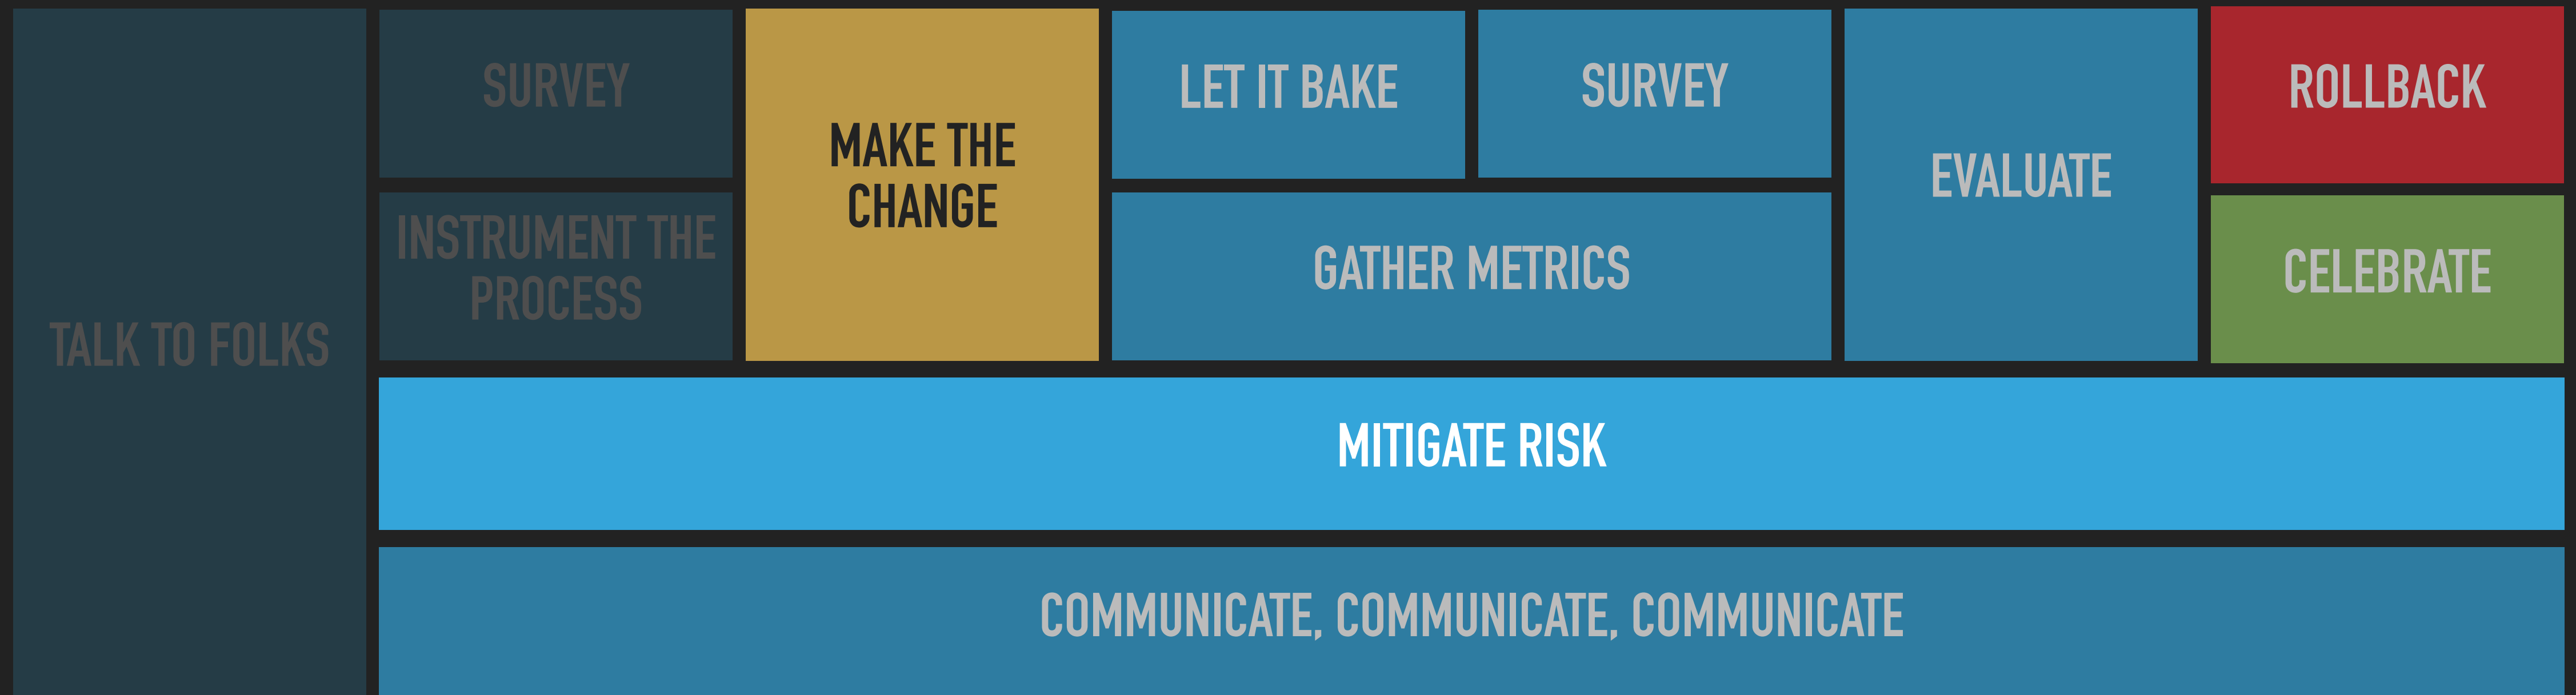 TALK TO FOLKS
SURVEY
INSTRUMENT THE
PROCESS
MAKE THE
CHANGE
LET IT BAKE
SURVEY
GATHER METRICS
EVALUATE
ROLLBACK
CELEBRATE
MITIGATE RISK
COMMUNICATE, COMMUNICATE, COMMUNICATE